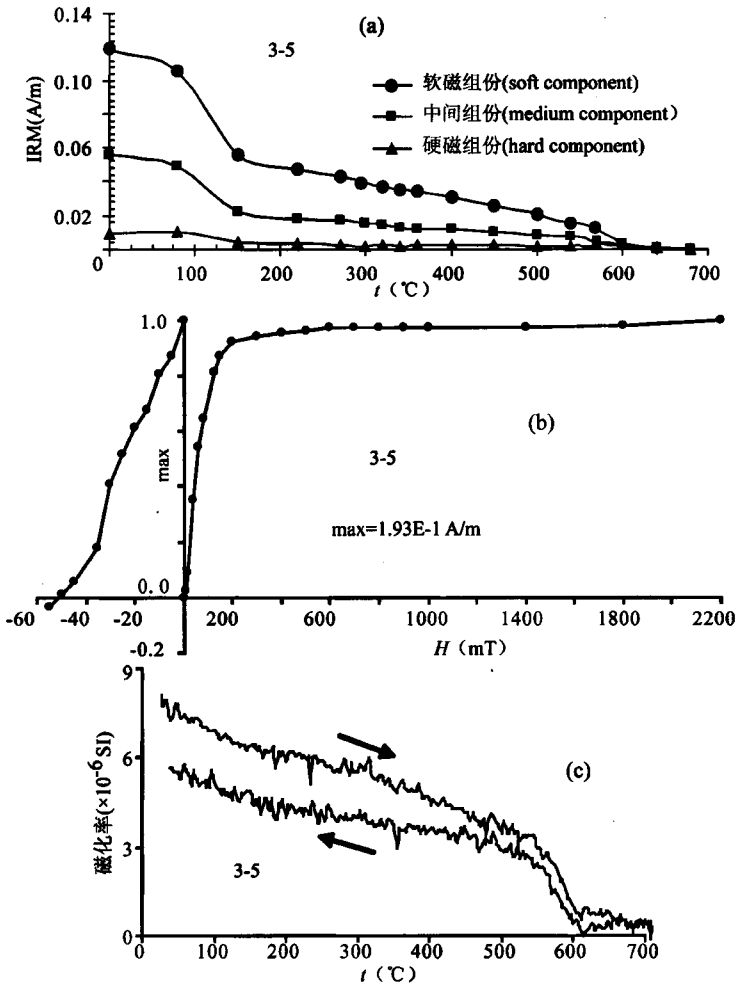 (a)
3-5
IRM(A/m)
0.14
0.10
0.06
0.02
软磁组份(soft component)
中间组份(medium component)
硬磁组份(hard component)
0 100 200 300 400 500 600 700
t(℃)
(b)
3-5
max=1.93E-1 A/m
max
1.0
0.0
-0.2
-60 -40 -20 200 600 1000 1400 1800 2200
H(mT)
(c)
3-5
磁化率(×10-6 SI)
9
6
3
0
0 100 200 300 400 500 600 700
t(℃)